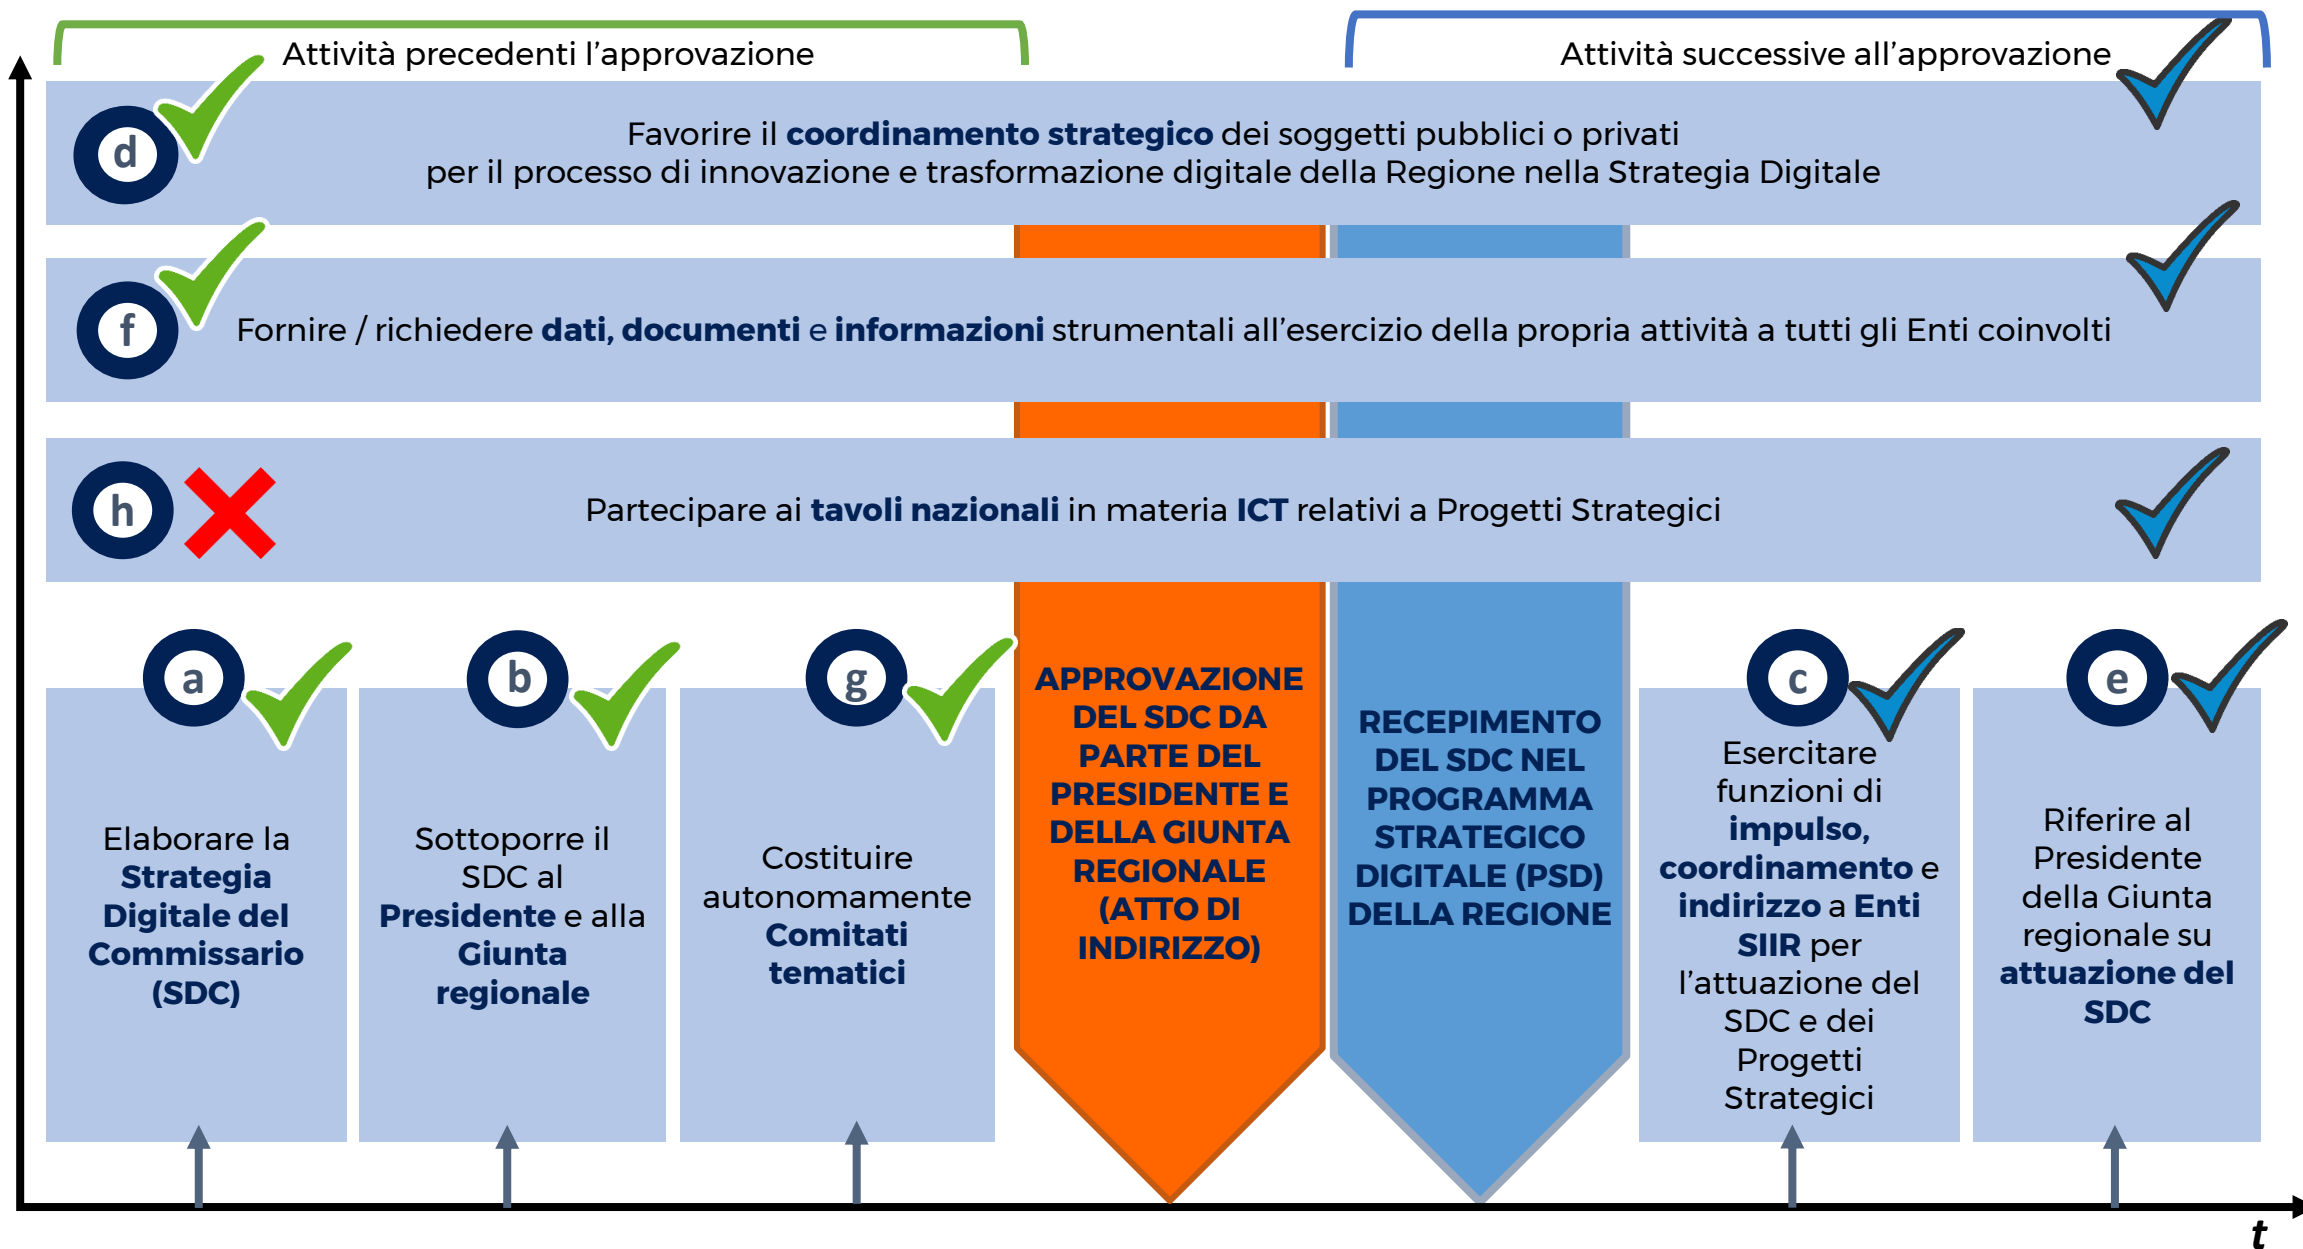 Attività precedenti l’approvazione
Attività successive all’approvazione
d
Favorire il coordinamento strategico dei soggetti pubblici o privati
per il processo di innovazione e trasformazione digitale della Regione nella Strategia Digitale
f
Fornire / richiedere dati, documenti e informazioni strumentali all’esercizio della propria attività a tutti gli Enti coinvolti
h
Partecipare ai tavoli nazionali in materia ICT relativi a Progetti Strategici
a
Elaborare la
Strategia
Digitale del
Commissario
(SDC)
b
Sottoporre il
SDC al
Presidente e alla
Giunta
regionale
g
Costituire
autonomamente
Comitati
tematici
APPROVAZIONE
DEL SDC DA
PARTE DEL
PRESIDENTE E
DELLA GIUNTA
REGIONALE
(ATTO DI
INDIRIZZO)
RECEPIMENTO
DEL SDC NEL
PROGRAMMA
STRATEGICO
DIGITALE (PSD)
DELLA REGIONE
c
Esercitare
funzioni di
impulso,
coordinamento e
indirizzo a Enti
SIIR per
l’attuazione del
SDC e dei
Progetti
Strategici
e
Riferire al
Presidente
della Giunta
regionale su
attuazione del
SDC
t